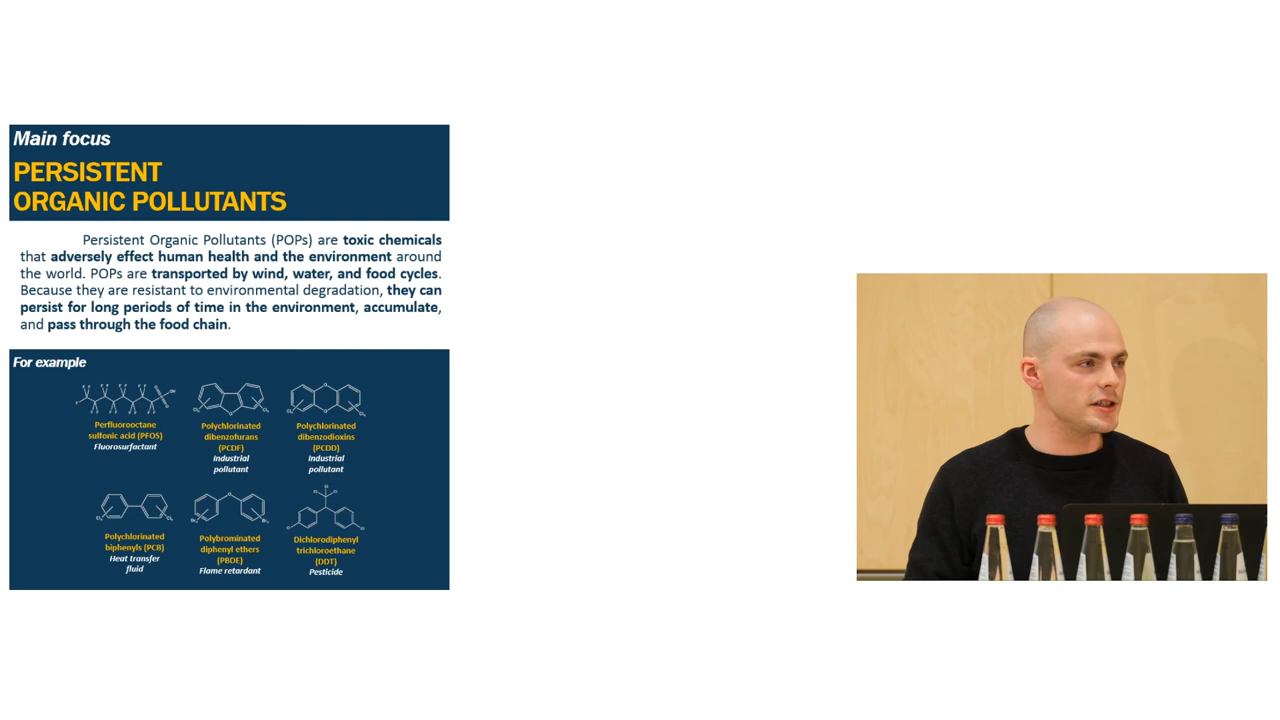 Main focus
PERSISTENT
ORGANIC POLLUTANTS
Persistent Organic Pollutants (POPs) are toxic chemicals
that adversely effect human health and the environment around
the world. POPs are transported by wind, water, and food cycles.
Because they are resistant to environmental degradation, they can
persist for long periods of time in the environment, accumulate,
and pass through the food chain.
For example
Perfluorooctane
sulfonic acid (PFOS)
Fluorosurfactant
Polychlorinated
dibenzofurans
(PCDF)
Industrial
pollutant
Polychlorinated
dibenzodioxins
(PCDD)
Industrial
pollutant
Polychlorinated
biphenyls (PCB)
Heat transfer
fluid
Polybrominated
diphenyl ethers
(PBDE)
Flame retardant
Dichlorodiphenyl
trichloroethane
(DDT)
Pesticide